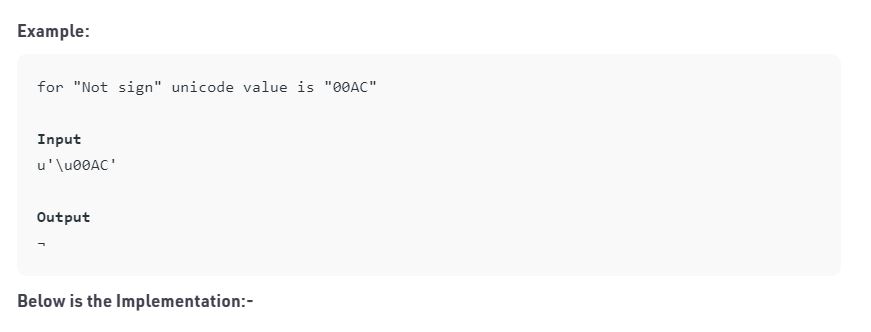 Example:
for "Not sign" unicode value is "00AC"
Input
u'\u00AC'
Output
¬
Below is the Implementation:-